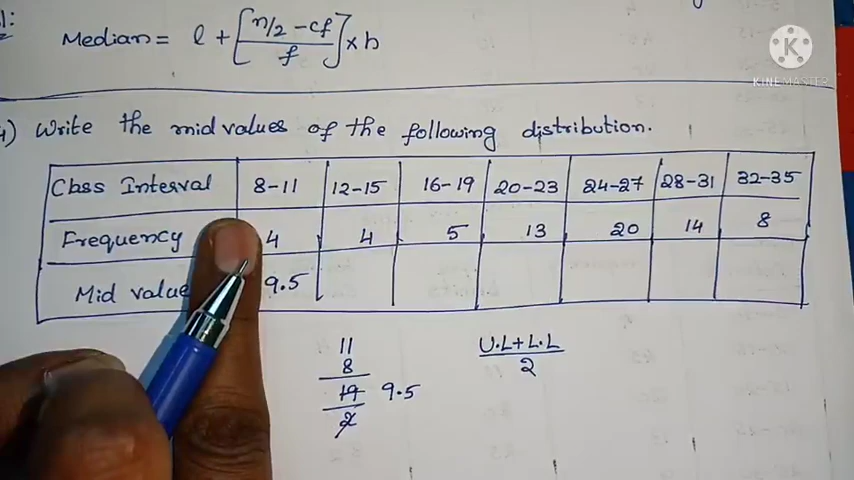 Median = l + [n/2 - cf / f] × h
K
KINEMASTER
4) Write the mid values of the following distribution.
Class Interval 8-11 12-15 16-19 20-23 24-27 28-31 32-35
Frequency 4 4 5 13 20 14 8
Mid value 9.5
11
8
19 9.5
2
U.L+L.L
2